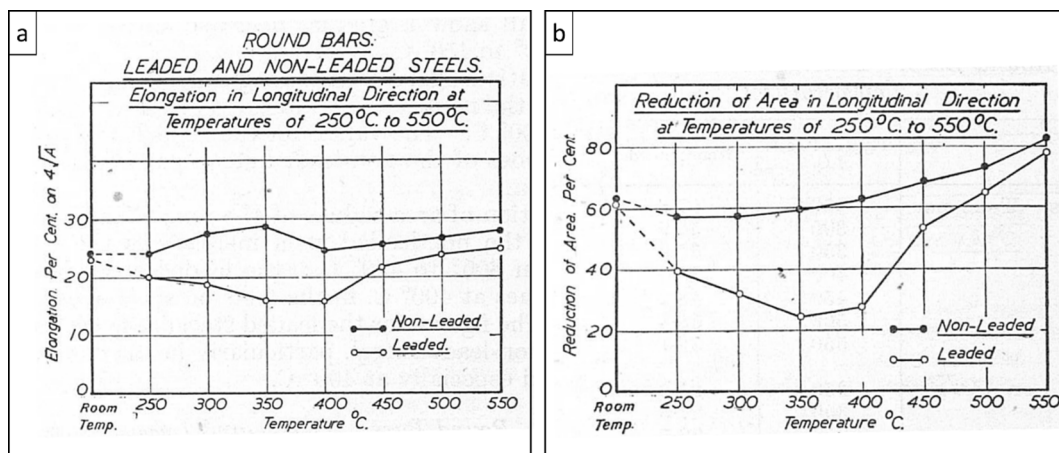 a
ROUND BARS.
LEADED AND NON-LEADED STEELS.
Elongation in Longitudinal Direction at
Temperatures of 250°C. to 550°C.
Elongation Per Cent. on 4√A
30
20
10
0
Non-Leaded.
Leaded.
Room
Temp.
250 300 350 400 450 500 550
Temperature °C.
b
Reduction of Area in Longitudinal Direction
at Temperatures of 250°C. to 550°C.
Reduction of Area. Per Cent.
80
60
40
20
0
Non-Leaded
Leaded
Room
Temp.
250 300 350 400 450 500 550
Temperature °C.